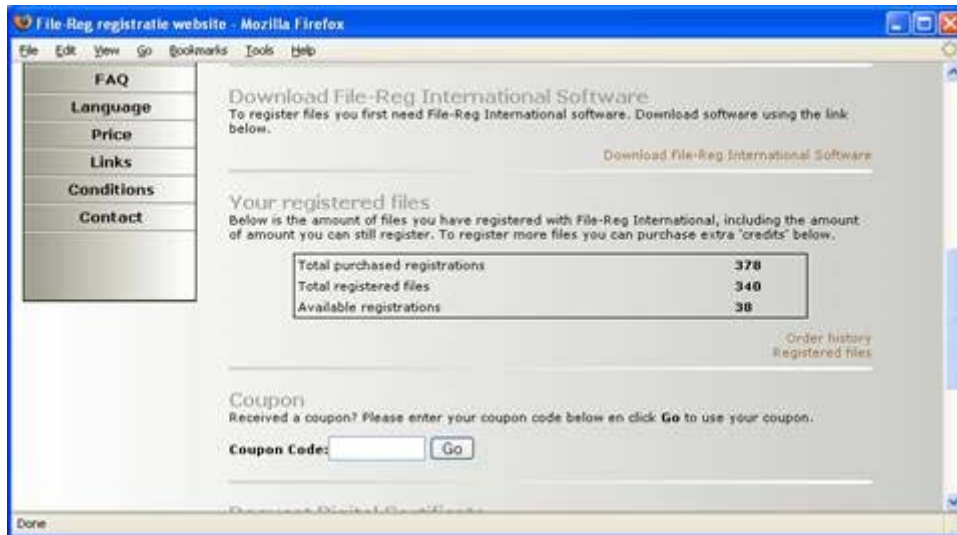 File-Reg registratie website - Mozilla Firefox
File Edit View Go Bookmarks Tools Help
FAQ
Language
Price
Links
Conditions
Contact
Download File-Reg International Software
To register files you first need File-Reg International software. Download software using the link
below.
Download File-Reg International Software
Your registered files
Below is the amount of files you have registered with File-Reg International, including the amount
of amount you can still register. To register more files you can purchase extra 'credits' below.
Total purchased registrations 378
Total registered files 340
Available registrations 38
Order history
Registered files
Coupon
Received a coupon? Please enter your coupon code below en click Go to use your coupon.
Coupon Code: Go
Request Digital Certificate
Done